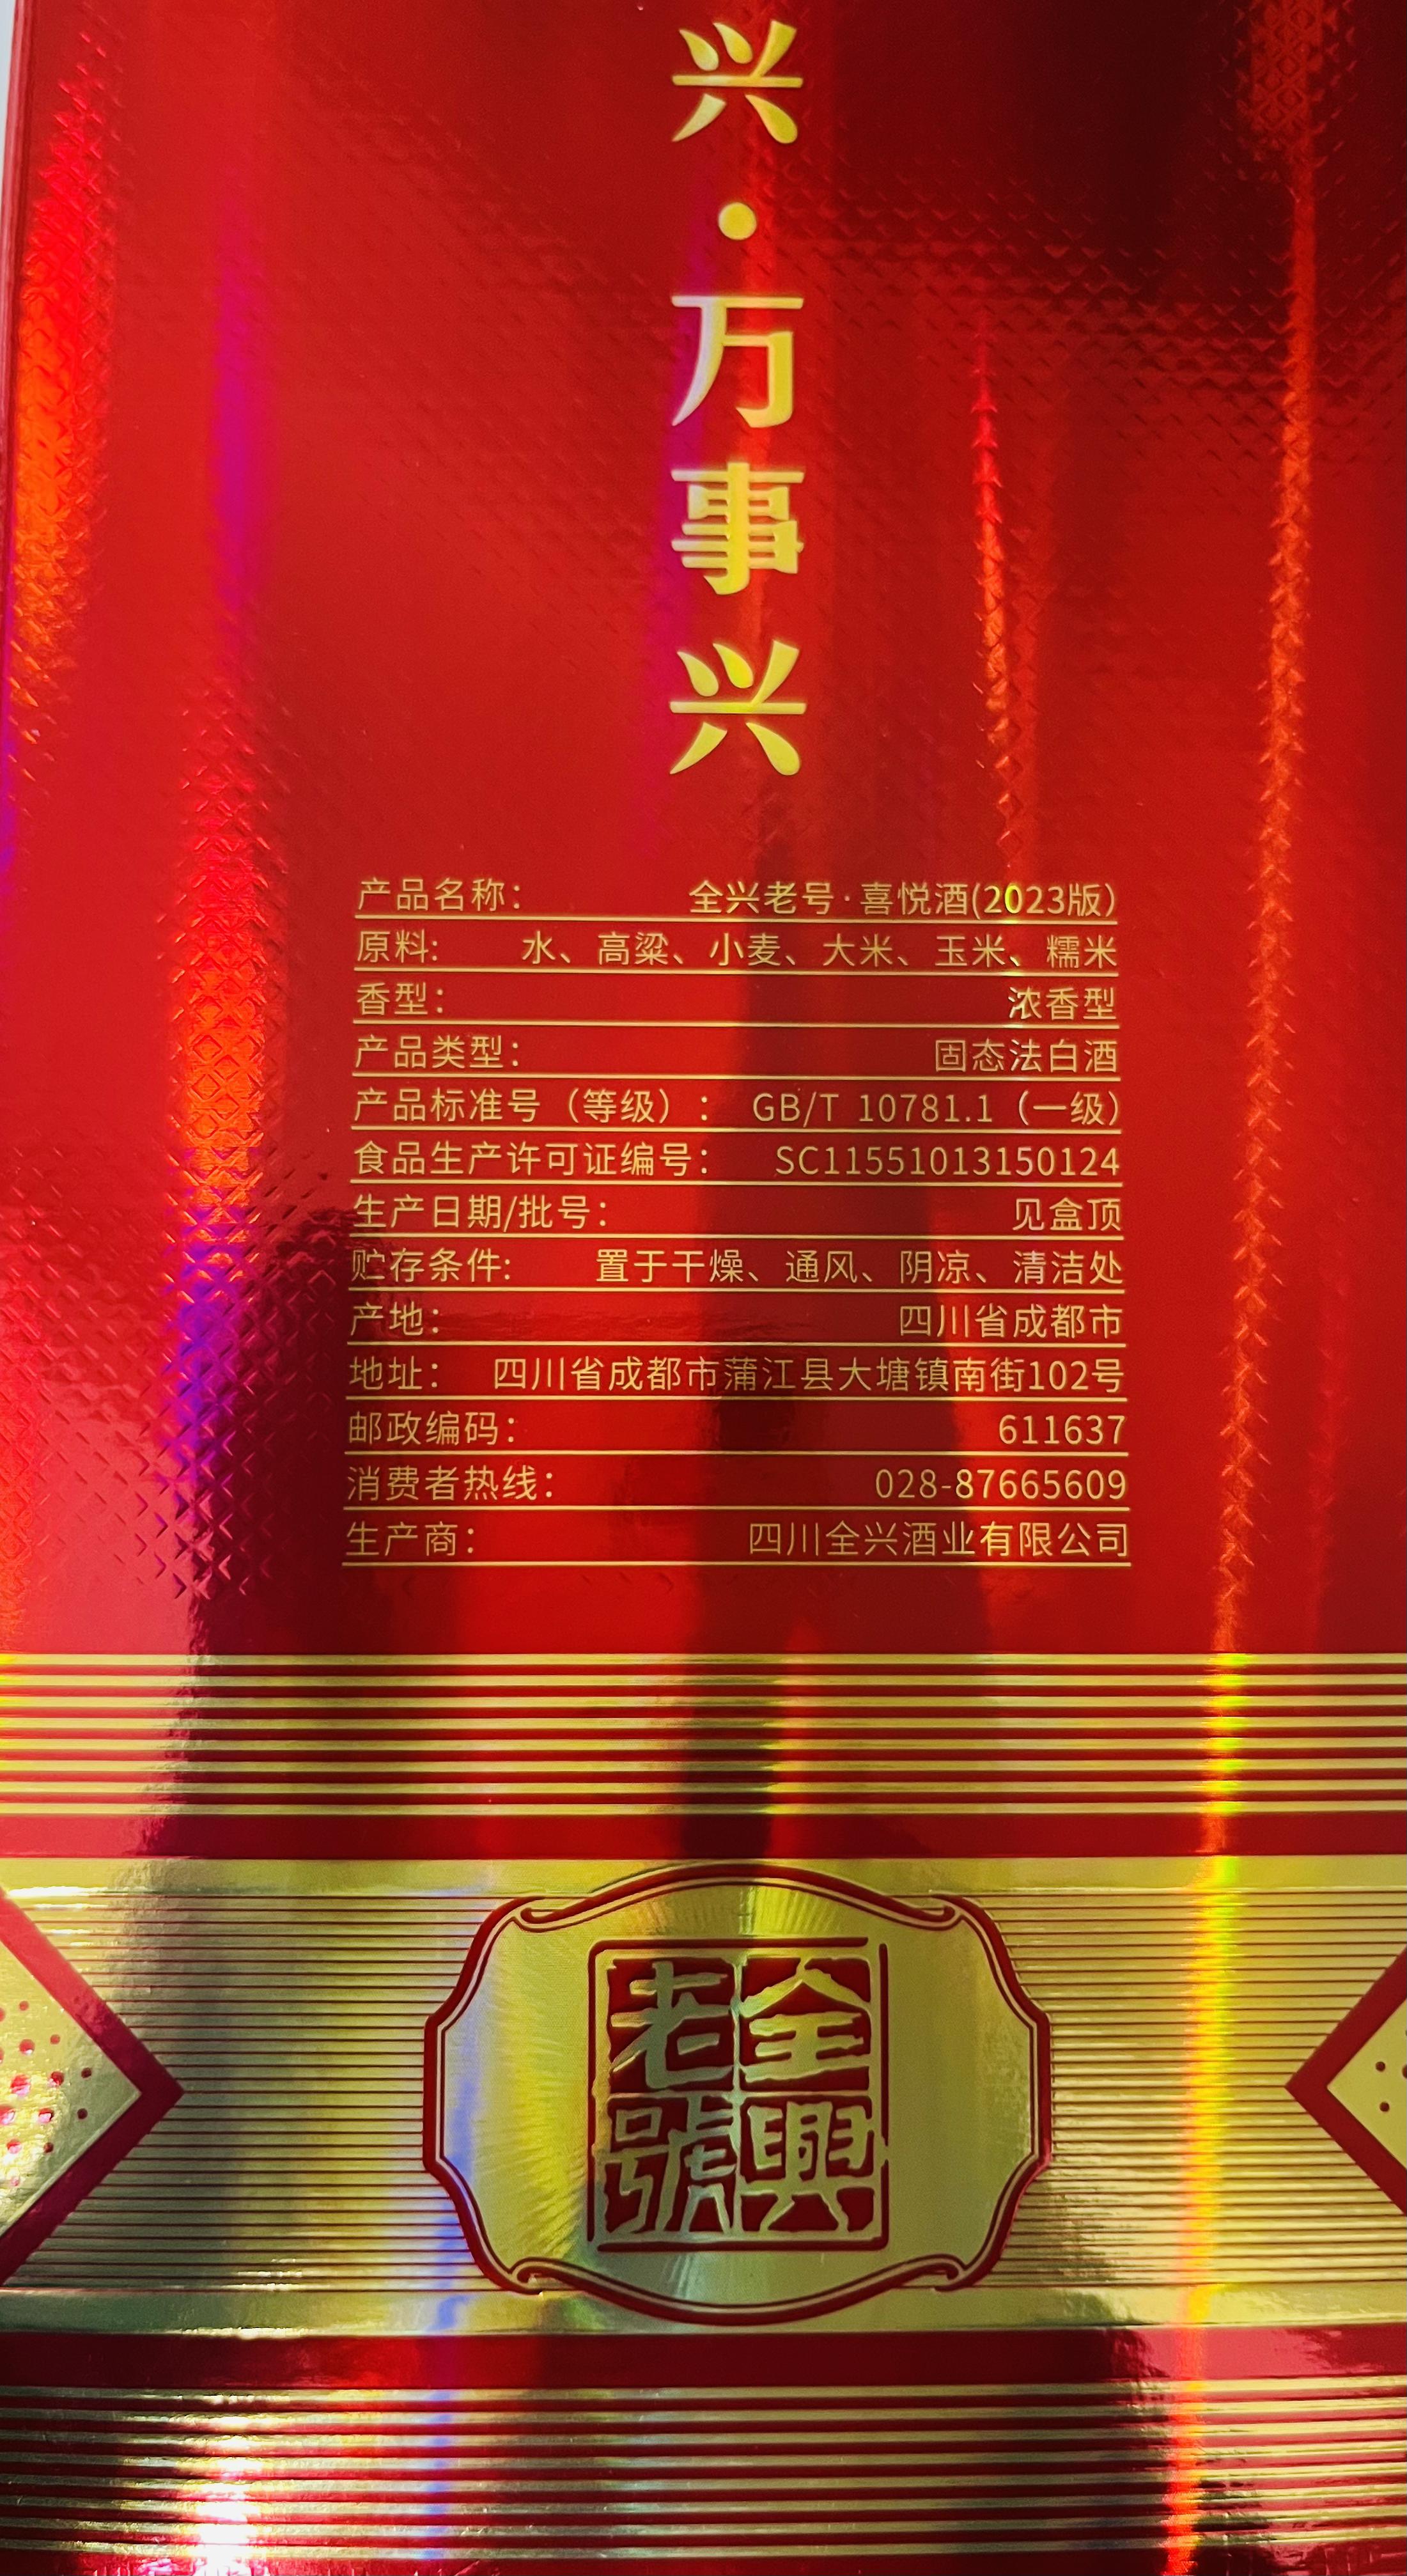 兴·万事兴
产品名称： 全兴老号·喜悦酒(2023版)
原料： 水、高粱、小麦、大米、玉米、糯米
香型： 浓香型
产品类型： 固态法白酒
产品标准号（等级）： GB/T 10781.1（一级）
食品生产许可证编号： SC11551013150124
生产日期/批号： 见盒顶
贮存条件： 置于干燥、通风、阴凉、清洁处
产地： 四川省成都市
地址： 四川省成都市蒲江县大塘镇南街102号
邮政编码： 611637
消费者热线： 028-87665609
生产商： 四川全兴酒业有限公司
全興老號